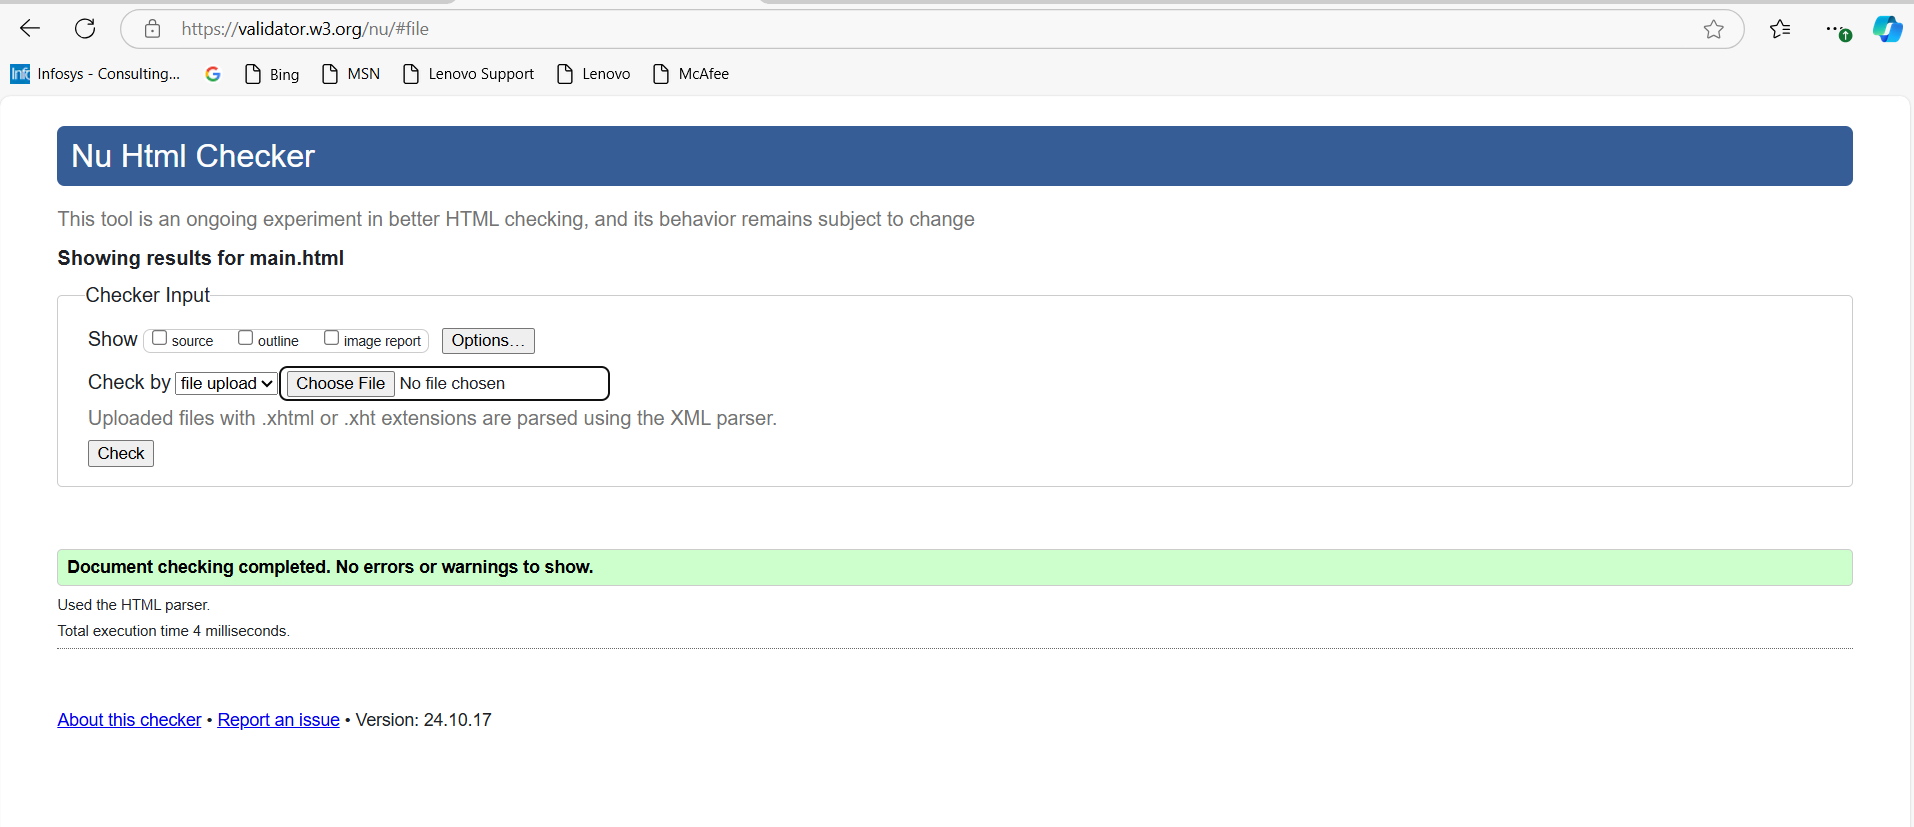 https://validator.w3.org/nu/#file
Infosys - Consulting... Bing MSN Lenovo Support Lenovo McAfee
Nu Html Checker
This tool is an ongoing experiment in better HTML checking, and its behavior remains subject to change
Showing results for main.html
Checker Input
Show source outline image report Options...
Check by file upload Choose File No file chosen
Uploaded files with .xhtml or .xht extensions are parsed using the XML parser.
Check
Document checking completed. No errors or warnings to show.
Used the HTML parser.
Total execution time 4 milliseconds.
About this checker • Report an issue • Version: 24.10.17